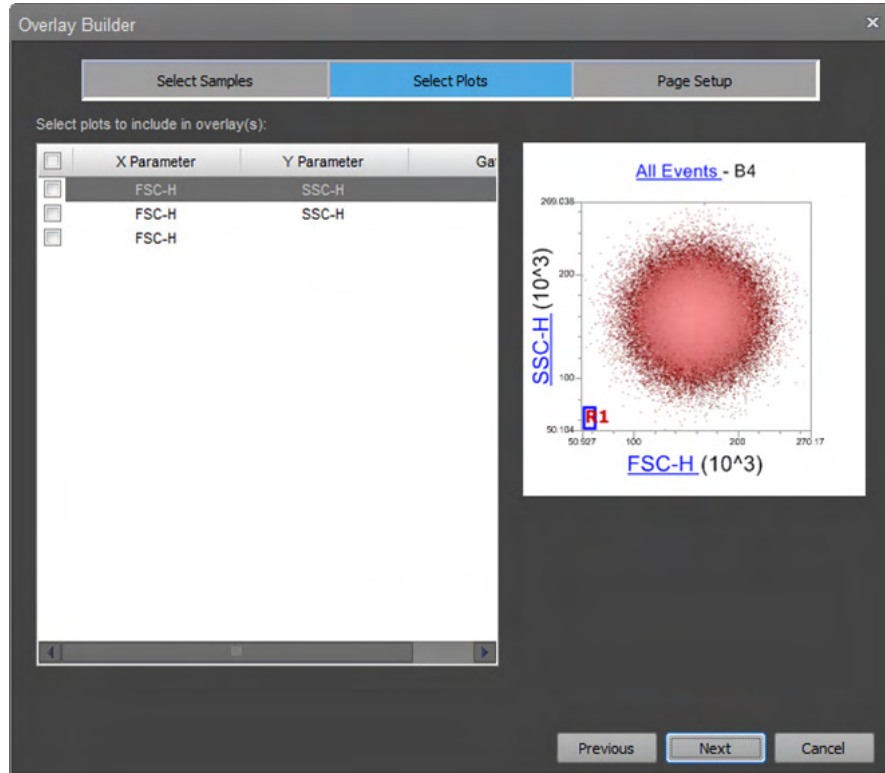 Overlay Builder
Select Samples Select Plots Page Setup
Select plots to include in overlay(s):
X Parameter Y Parameter Ga
FSC-H SSC-H
FSC-H SSC-H
FSC-H
All Events - B4
269.038
200
100
50.104
SSC-H (10^3)
R1
50.927 100 200 270.17
FSC-H (10^3)
Previous Next Cancel